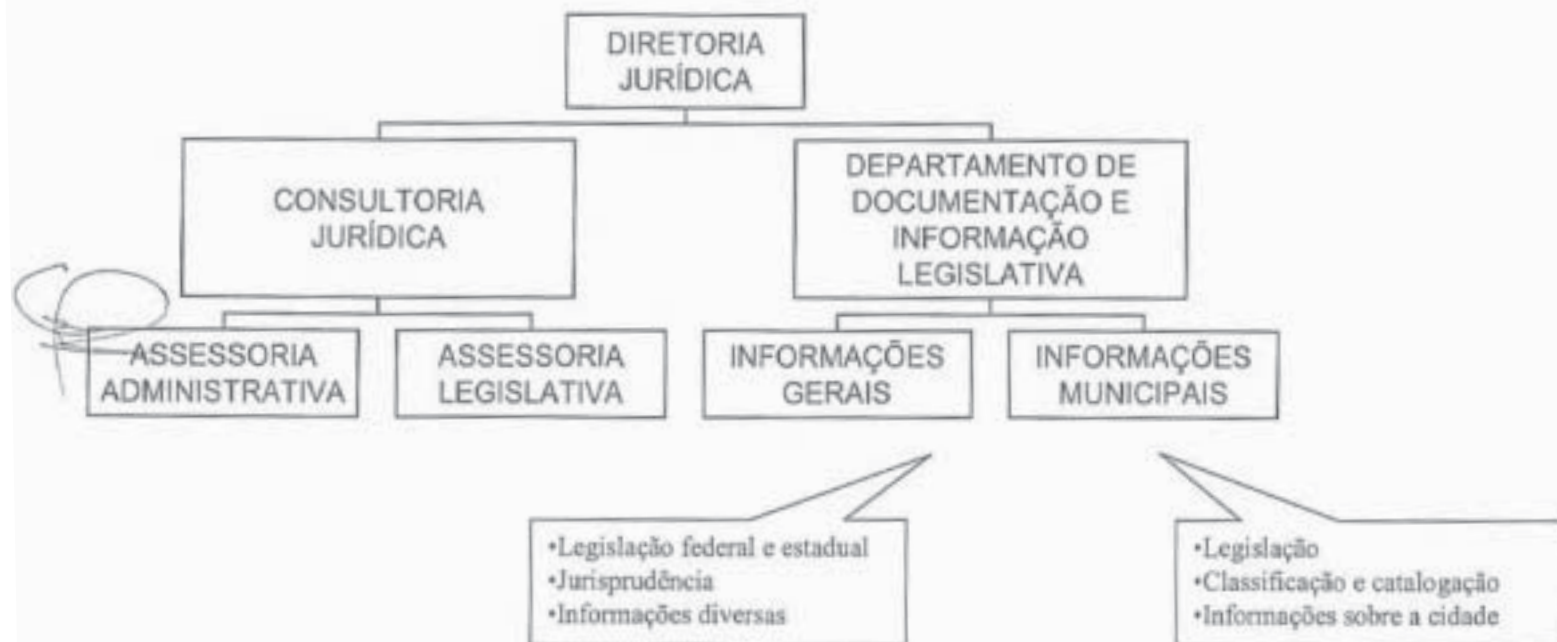 DIRETORIA
JURÍDICA
CONSULTORIA
JURÍDICA
DEPARTAMENTO DE
DOCUMENTAÇÃO E
INFORMAÇÃO
LEGISLATIVA
ASSESSORIA
ADMINISTRATIVA
ASSESSORIA
LEGISLATIVA
INFORMAÇÕES
GERAIS
INFORMAÇÕES
MUNICIPAIS
•Legislação federal e estadual
•Jurisprudência
•Informações diversas
•Legislação
•Classificação e catalogação
•Informações sobre a cidade